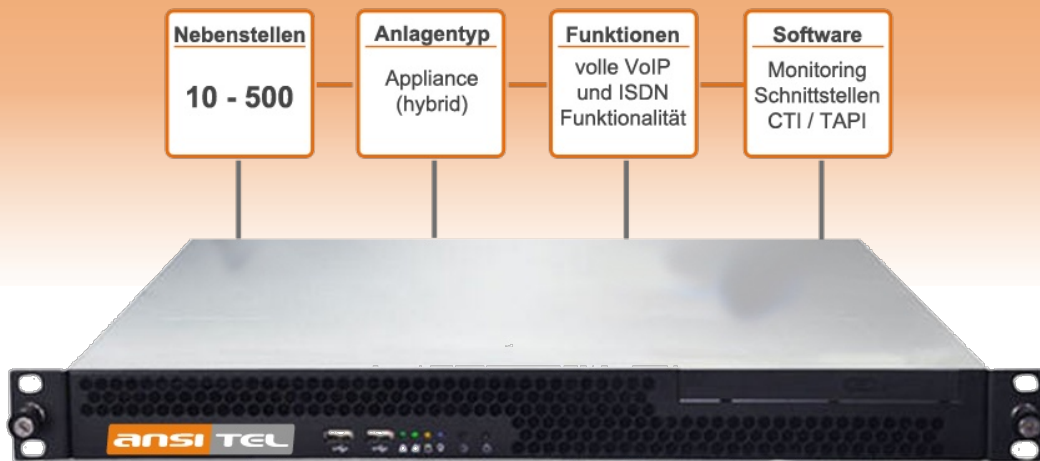 Nebenstellen
10 - 500
Anlagentyp
Appliance
(hybrid)
Funktionen
volle VoIP
und ISDN
Funktionalität
Software
Monitoring
Schnittstellen
CTI / TAPI
ansi TEL